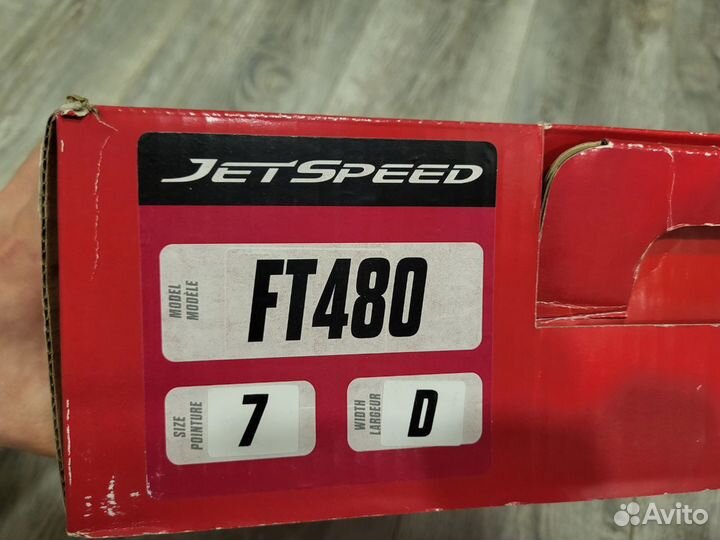 JETSPEED
MODEL
MODÈLE
FT480
SIZE
POINTURE
7
WIDTH
LARGEUR
D
Avito